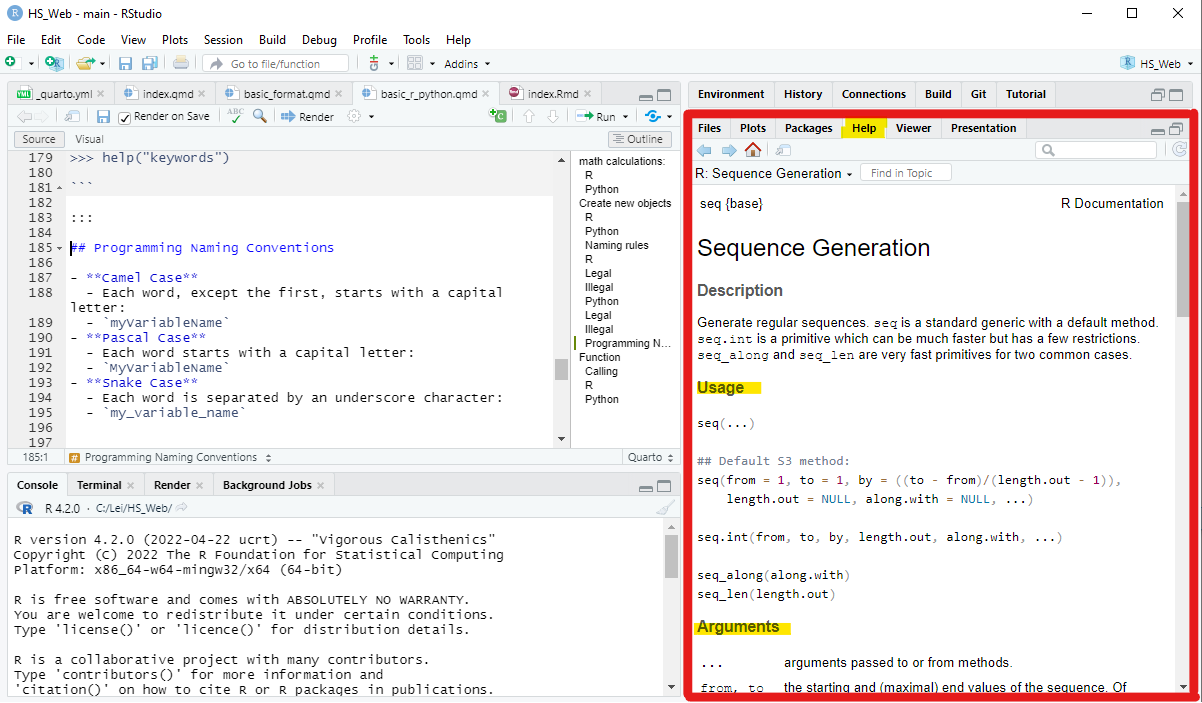 HS_Web - main - RStudio
File Edit Code View Plots Session Build Debug Profile Tools Help
Go to file/function Addins HS_Web
_quarto.yml index.qmd basic_format.qmd basic_r_python.qmd index.Rmd
Render on Save ABC Render Run
Source Visual Outline
179 >>> help("keywords")
180
181 ```
182
183 :::
184
185 ## Programming Naming Conventions
186
187 - **Camel Case**
188 - Each word, except the first, starts with a capital
letter:
189 - `myVariableName`
190 - **Pascal Case**
191 - Each word starts with a capital letter:
192 - `MyVariableName`
193 - **Snake Case**
194 - Each word is separated by an underscore character:
195 - `my_variable_name`
196
197
185:1 # Programming Naming Conventions Quarto
math calculations:
R
Python
Create new objects
R
Python
Naming rules
R
Legal
Illegal
Python
Legal
Illegal
Programming N...
Function
Calling
R
Python
Console Terminal Render Background Jobs
R 4.2.0 · C:/Lei/HS_Web/
R version 4.2.0 (2022-04-22 ucrt) -- "Vigorous Calisthenics"
Copyright (C) 2022 The R Foundation for Statistical Computing
Platform: x86_64-w64-mingw32/x64 (64-bit)
R is free software and comes with ABSOLUTELY NO WARRANTY.
You are welcome to redistribute it under certain conditions.
Type 'license()' or 'licence()' for distribution details.
R is a collaborative project with many contributors.
Type 'contributors()' for more information and
'citation()' on how to cite R or R packages in publications.
Environment History Connections Build Git Tutorial
Files Plots Packages Help Viewer Presentation
R: Sequence Generation Find in Topic
seq {base} R Documentation
Sequence Generation
Description
Generate regular sequences. seq is a standard generic with a default method.
seq.int is a primitive which can be much faster but has a few restrictions.
seq_along and seq_len are very fast primitives for two common cases.
Usage
seq(...)
## Default S3 method:
seq(from = 1, to = 1, by = ((to - from)/(length.out - 1)),
length.out = NULL, along.with = NULL, ...)
seq.int(from, to, by, length.out, along.with, ...)
seq_along(along.with)
seq_len(length.out)
Arguments
... arguments passed to or from methods.
from, to the starting and (maximal) end values of the sequence. Of